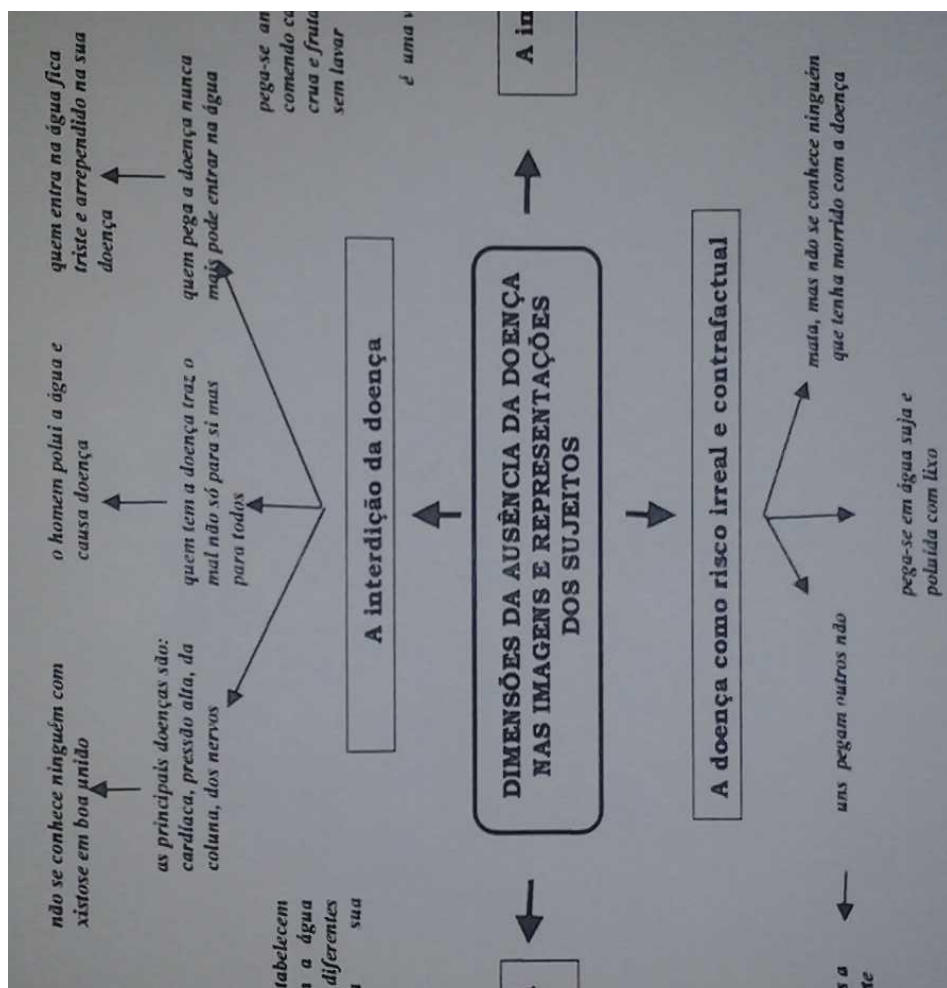 não se conhece ninguém com
xistose em boa união
o homem polui a água e
causa doença
quem entra na água fica
triste e arrependido na sua
doença
as principais doenças são:
cardíaca, pressão alta, da
coluna, dos nervos
quem tem a doença traz o
mal não só para si mas
para todos
quem pega a doença nunca
mais pode entrar na água
tabelecem
a água
diferentes
sua
pega-se
comendo
crua e
sem lavar
é uma
A interdição da doença
DIMENSÕES DA AUSÊNCIA DA DOENÇA
NAS IMAGENS E REPRESENTAÇÕES
DOS SUJEITOS
A
A doença como risco irreal e contrafactual
uns pegam outros não
mata, mas não se conhece ninguém
que tenha morrido com a doença
pega-se em água suja e
poluída com lixo